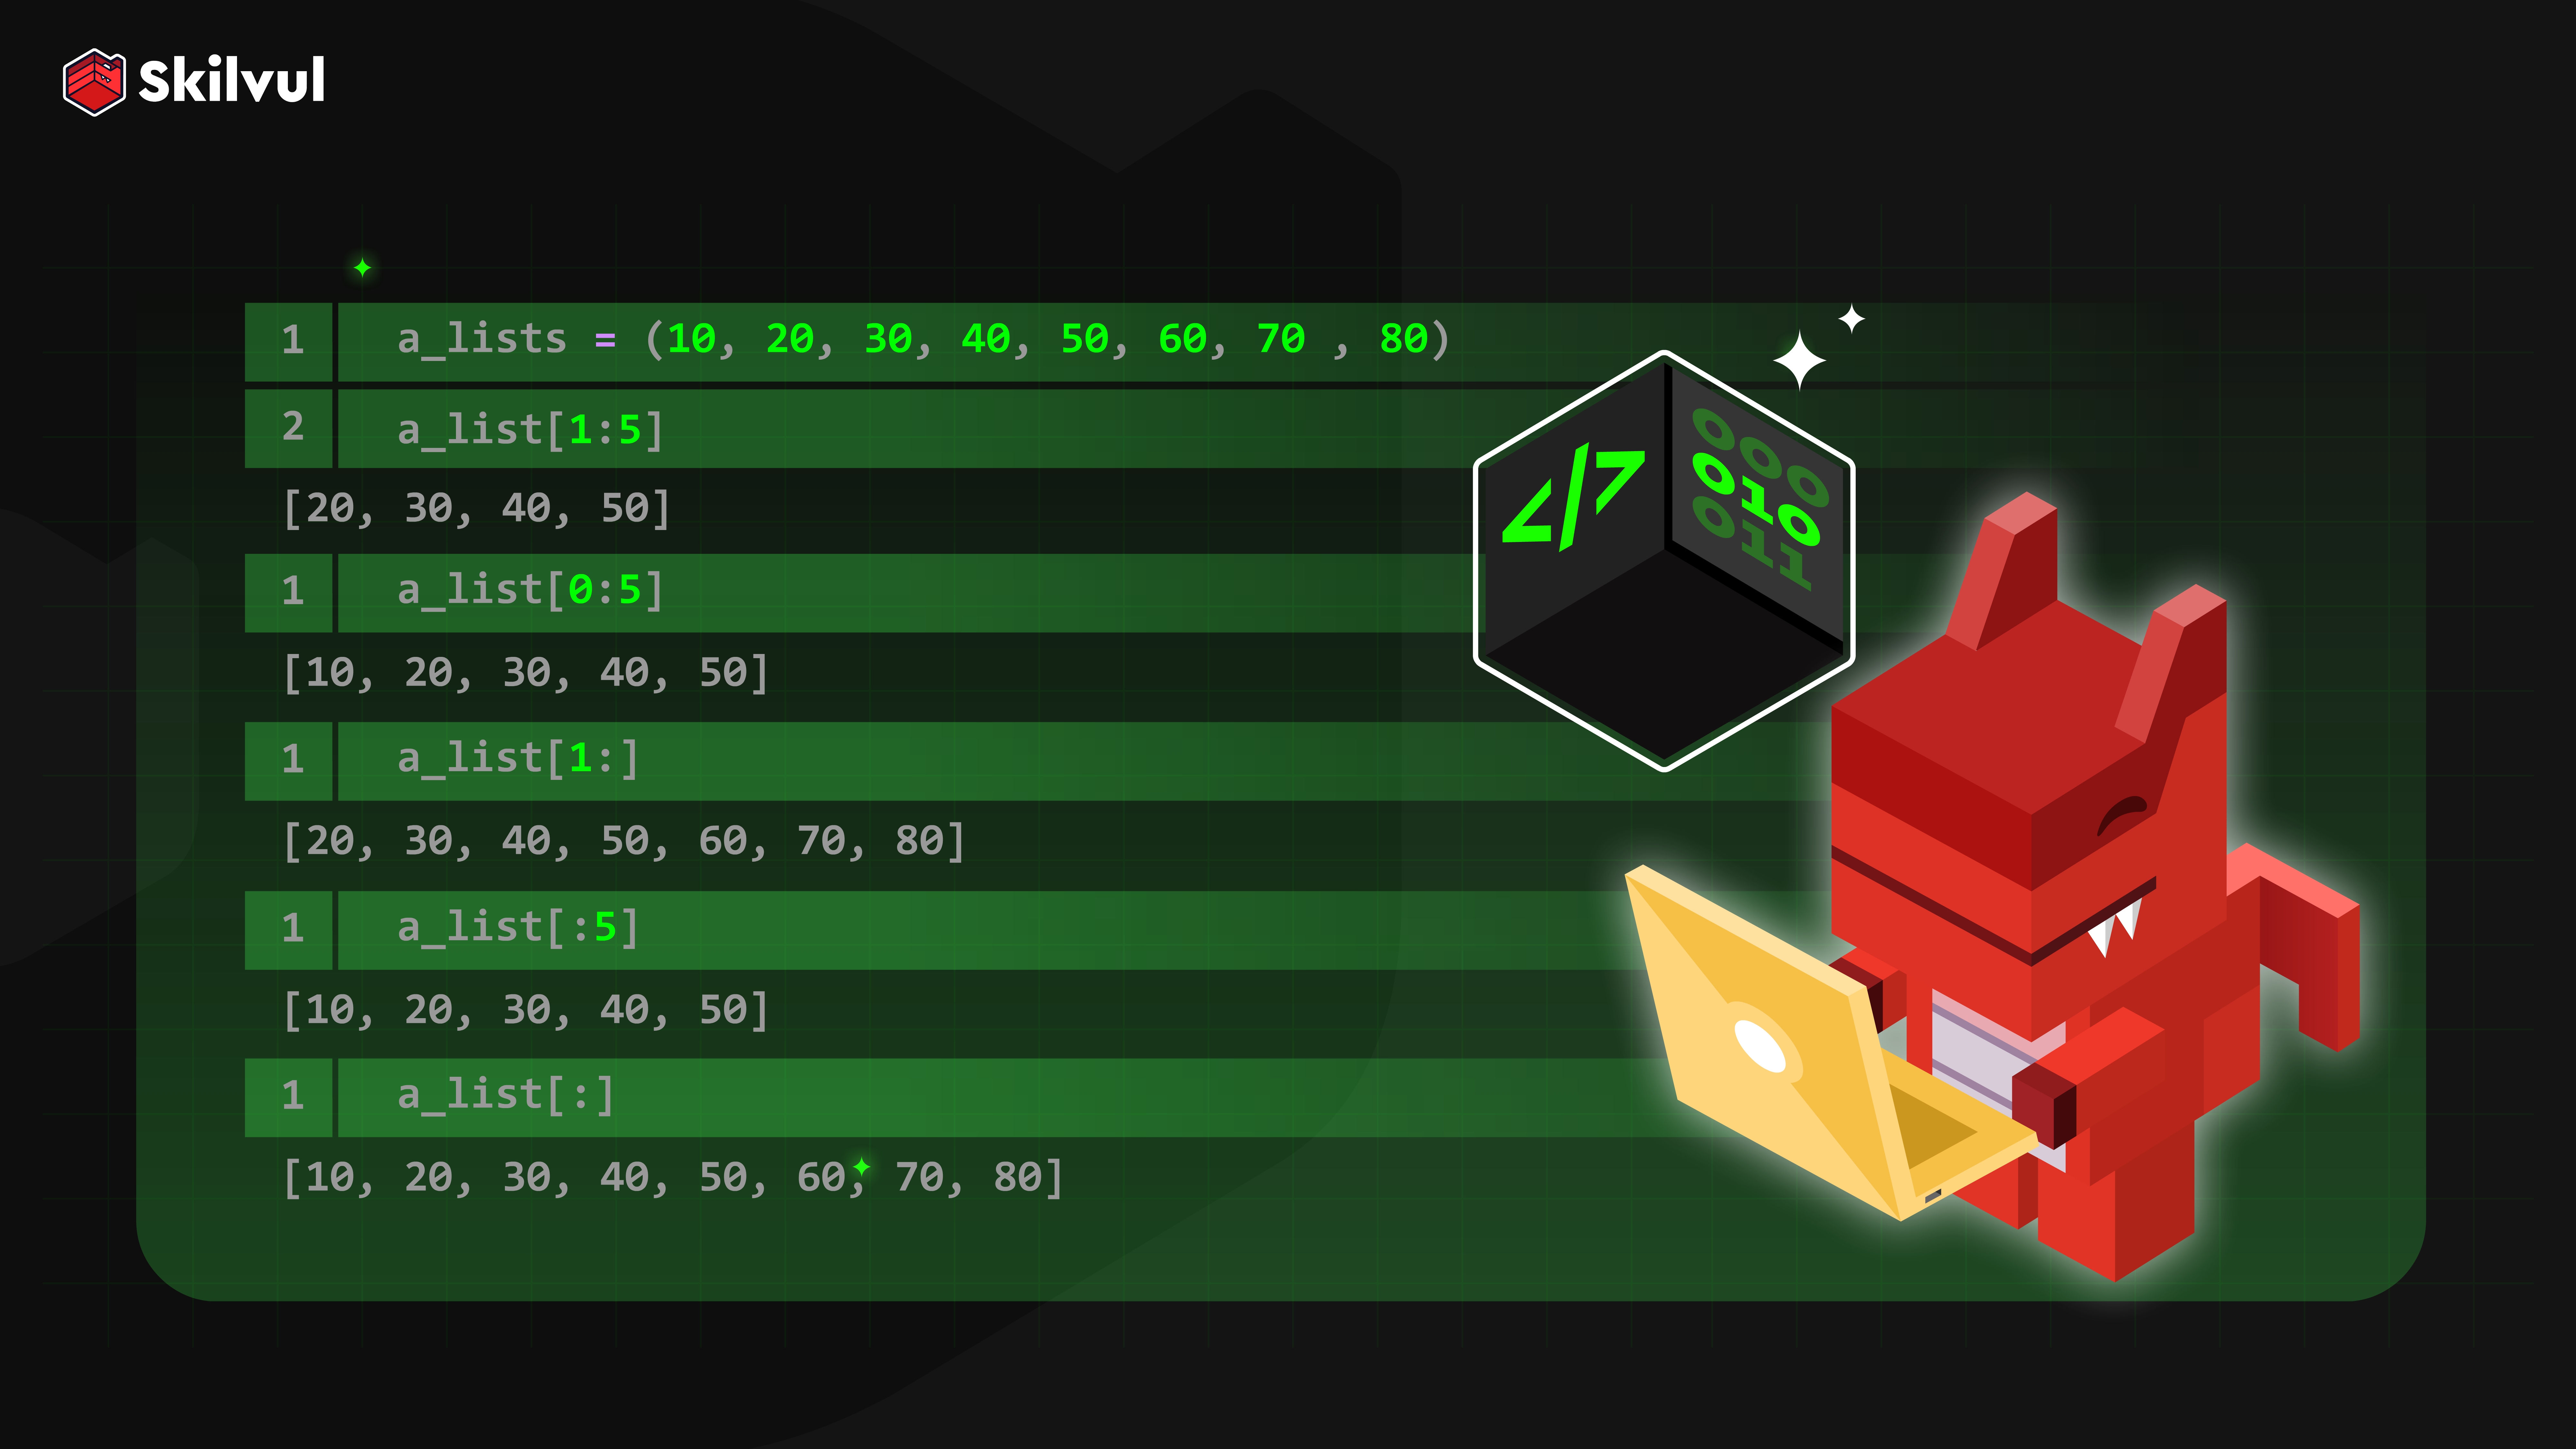 Skilvul
1 a_lists = (10, 20, 30, 40, 50, 60, 70 , 80)
2 a_list[1:5]
[20, 30, 40, 50]
1 a_list[0:5]
[10, 20, 30, 40, 50]
1 a_list[1:]
[20, 30, 40, 50, 60, 70, 80]
1 a_list[:5]
[10, 20, 30, 40, 50]
1 a_list[:]
[10, 20, 30, 40, 50, 60, 70, 80]
</>
000
010
011